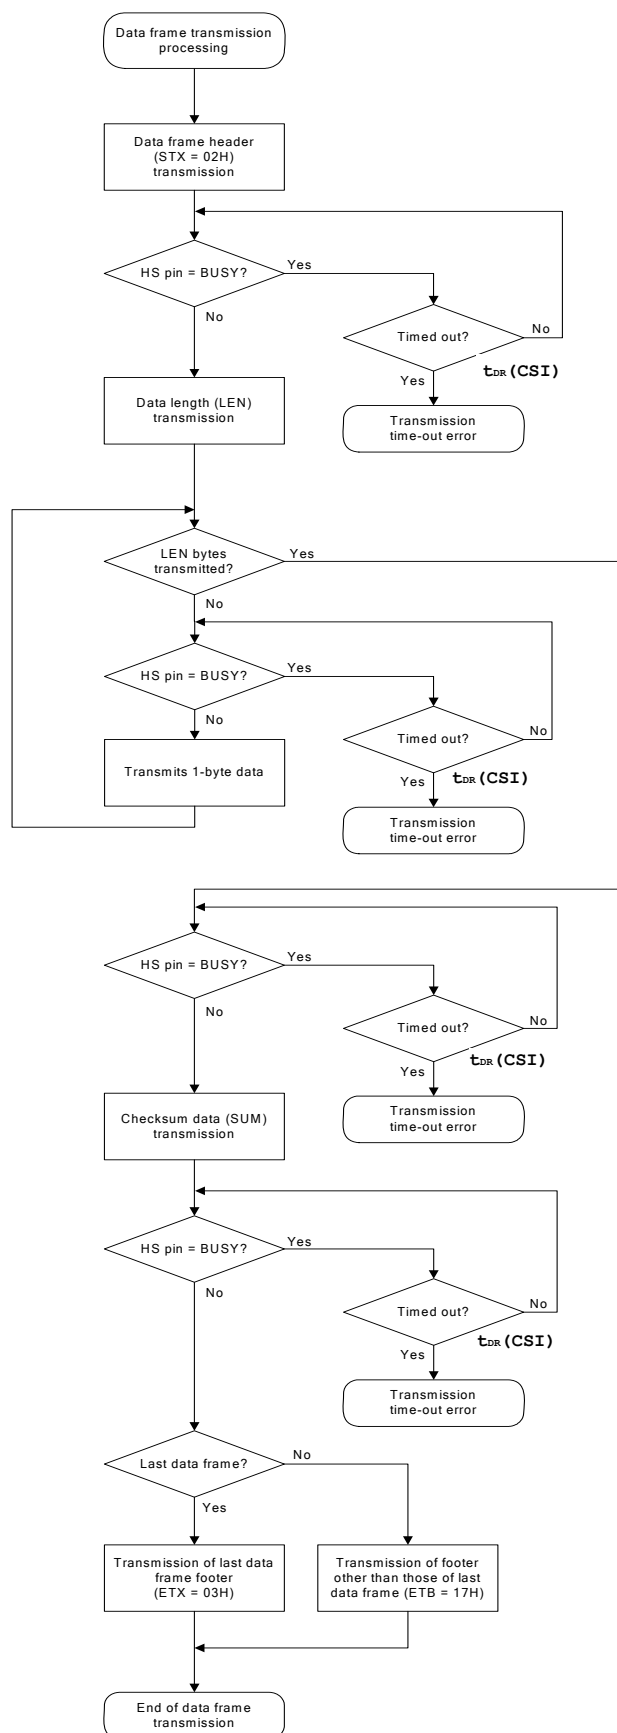 Data frame transmission
processing
Data frame header
(STX = 02H)
transmission
HS pin = BUSY?
Yes
No
Timed out?
No
tDR(CSI)
Yes
Data length (LEN)
transmission
Transmission
time-out error
LEN bytes
transmitted?
Yes
No
HS pin = BUSY?
Yes
No
Timed out?
No
tDR(CSI)
Yes
Transmits 1-byte data
Transmission
time-out error
HS pin = BUSY?
Yes
No
Timed out?
No
tDR(CSI)
Yes
Checksum data (SUM)
transmission
Transmission
time-out error
HS pin = BUSY?
Yes
No
Timed out?
No
tDR(CSI)
Yes
Transmission
time-out error
Last data frame?
No
Yes
Transmission of last data
frame footer
(ETX = 03H)
Transmission of footer
other than those of last
data frame (ETB = 17H)
End of data frame
transmission